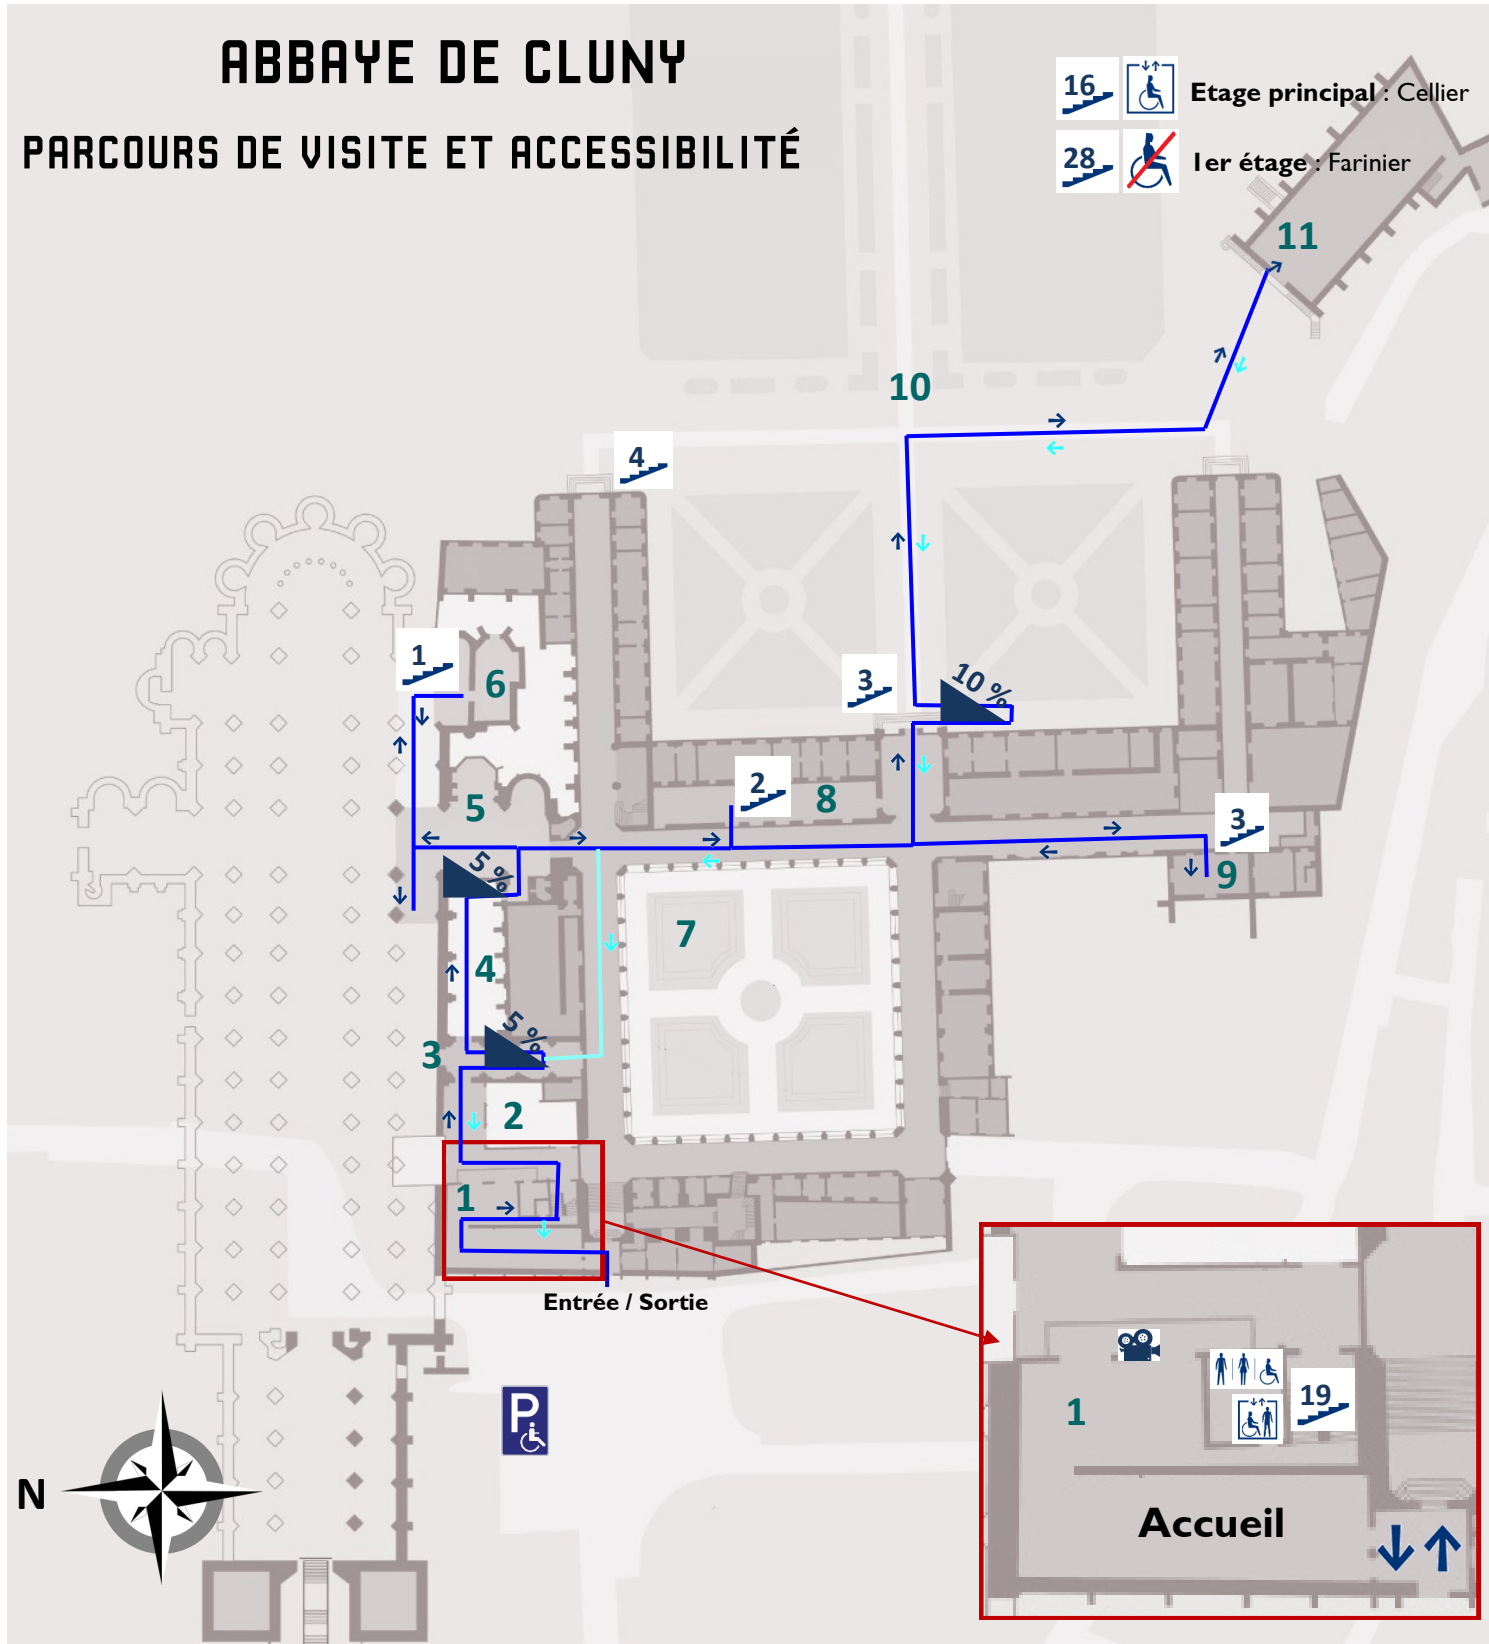 ABBAYE DE CLUNY
PARCOURS DE VISITE ET ACCESSIBILITÉ
16 Etage principal : Cellier
28 1er étage : Farinier
11
10
4
1
6
3
10 %
2
8
5
3
9
5 %
7
4
5 %
3
2
1
Entrée / Sortie
P
N
19
1
Accueil